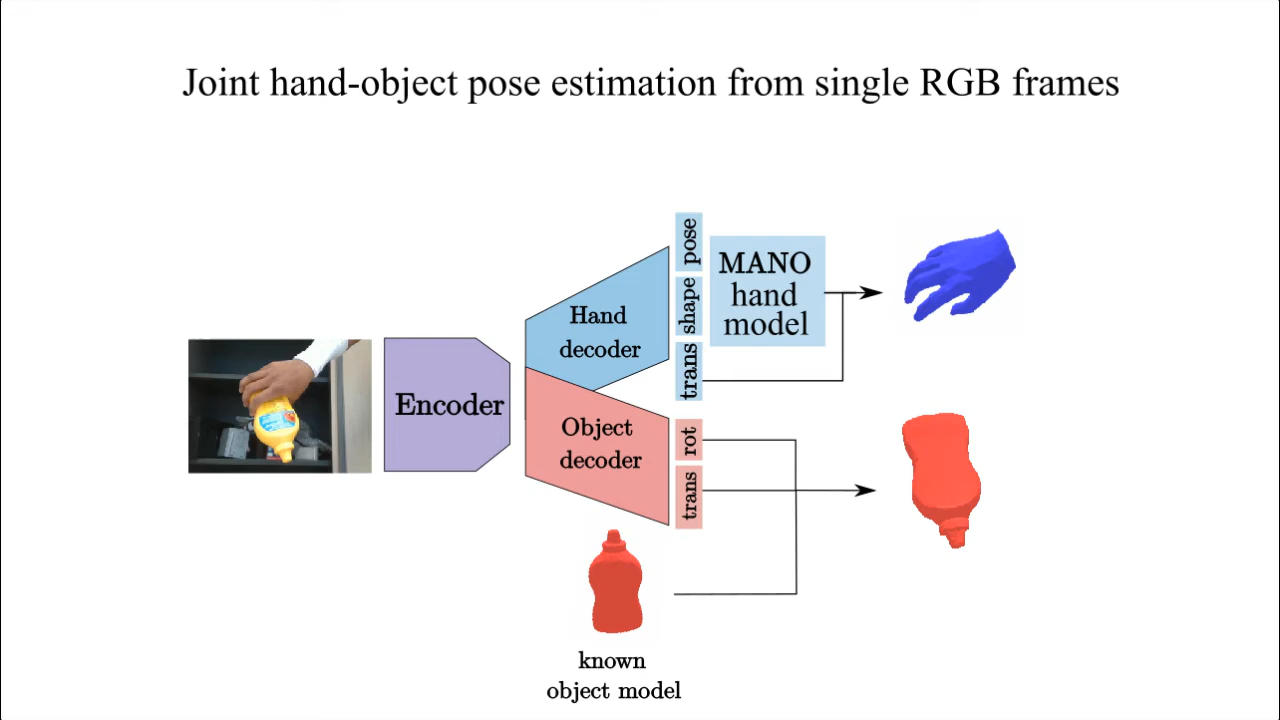 Joint hand-object pose estimation from single RGB frames
pose
shape
trans
MANO
hand
model
Hand
decoder
Encoder
Object
decoder
rot
trans
known
object model